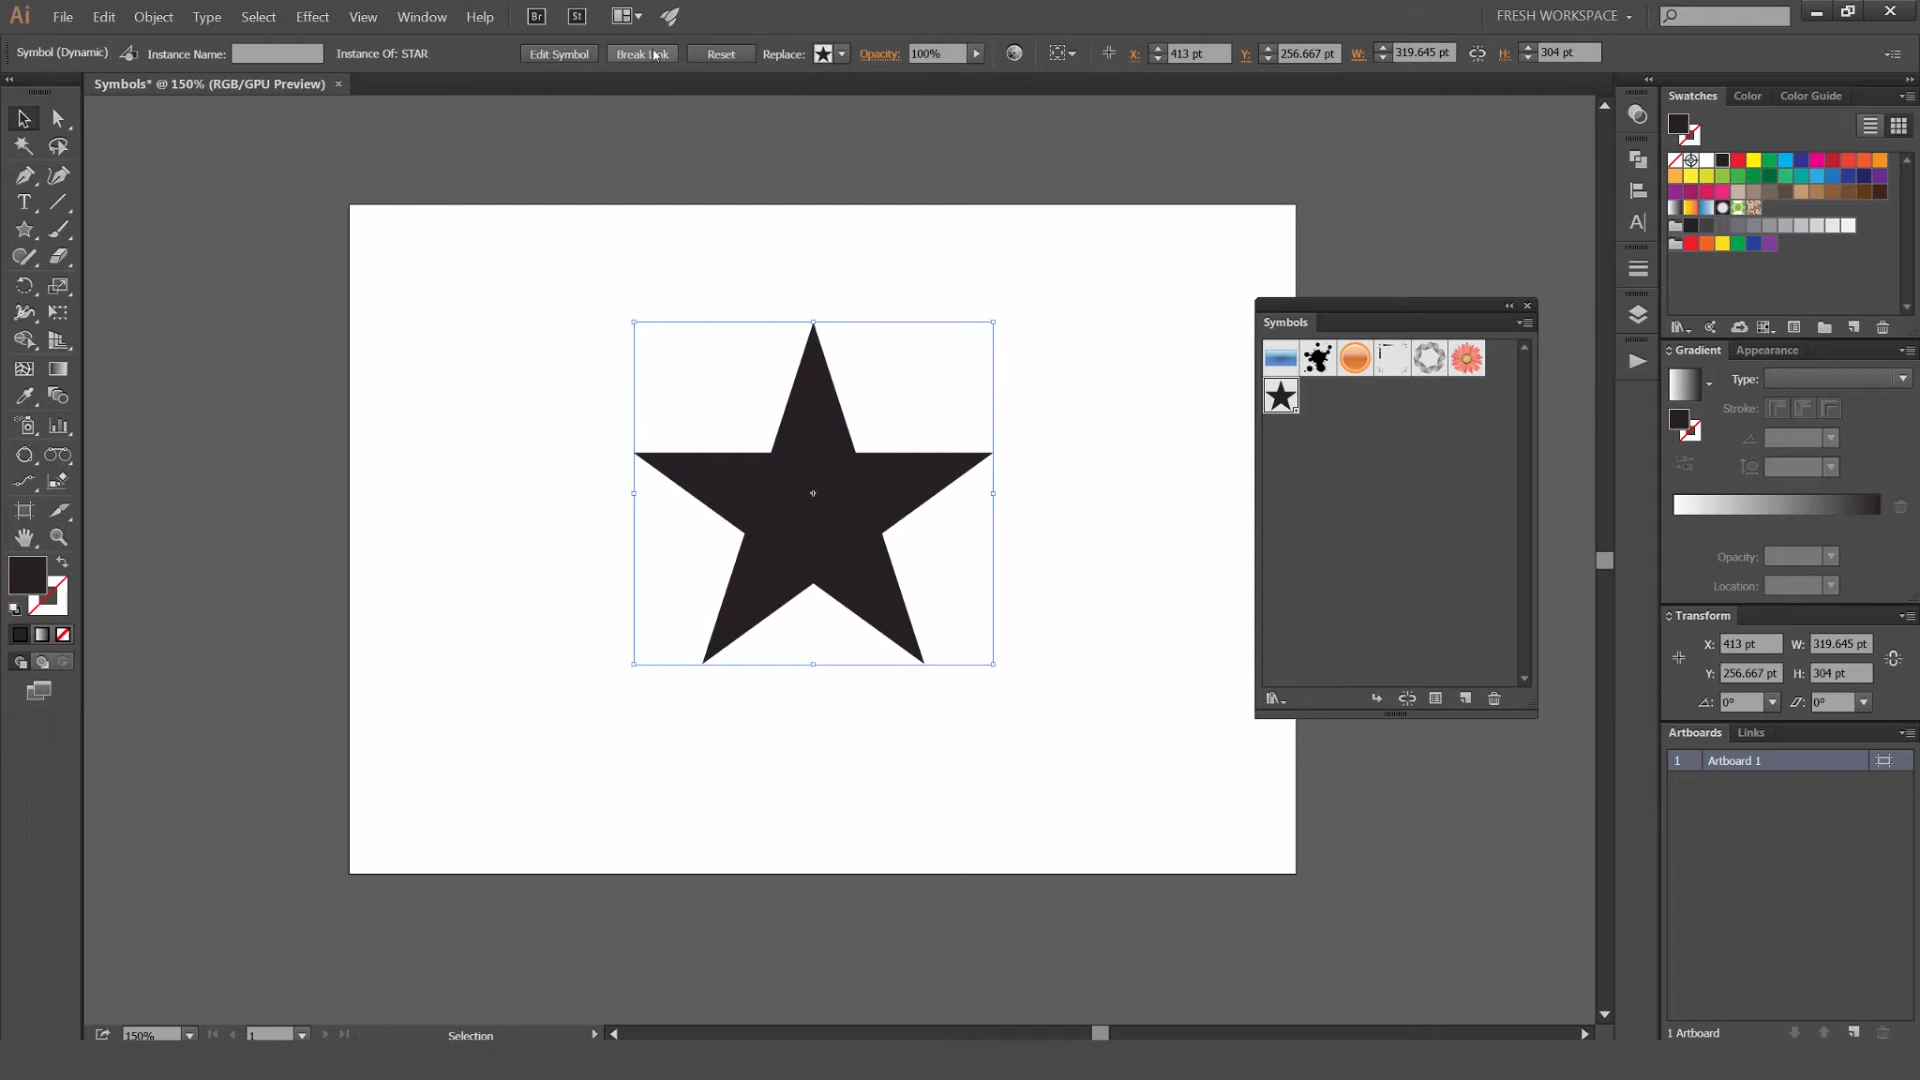 Ai File Edit Object Type Select Effect View Window Help Br St FRESH WORKSPACE
Symbol (Dynamic) Instance Name: Instance Of: STAR Edit Symbol Break Link Reset Replace: Opacity: 100% X: 413 pt Y: 256.667 pt W: 319.645 pt H: 304 pt
Symbols* @ 150% (RGB/GPU Preview) ×
Swatches Color Color Guide
Symbols
Gradient Appearance
Type:
Stroke:
Opacity:
Location:
Transform
X: 413 pt W: 319.645 pt
Y: 256.667 pt H: 304 pt
0° 0°
Artboards Links
1 Artboard 1
1 Artboard
150% 1 Selection